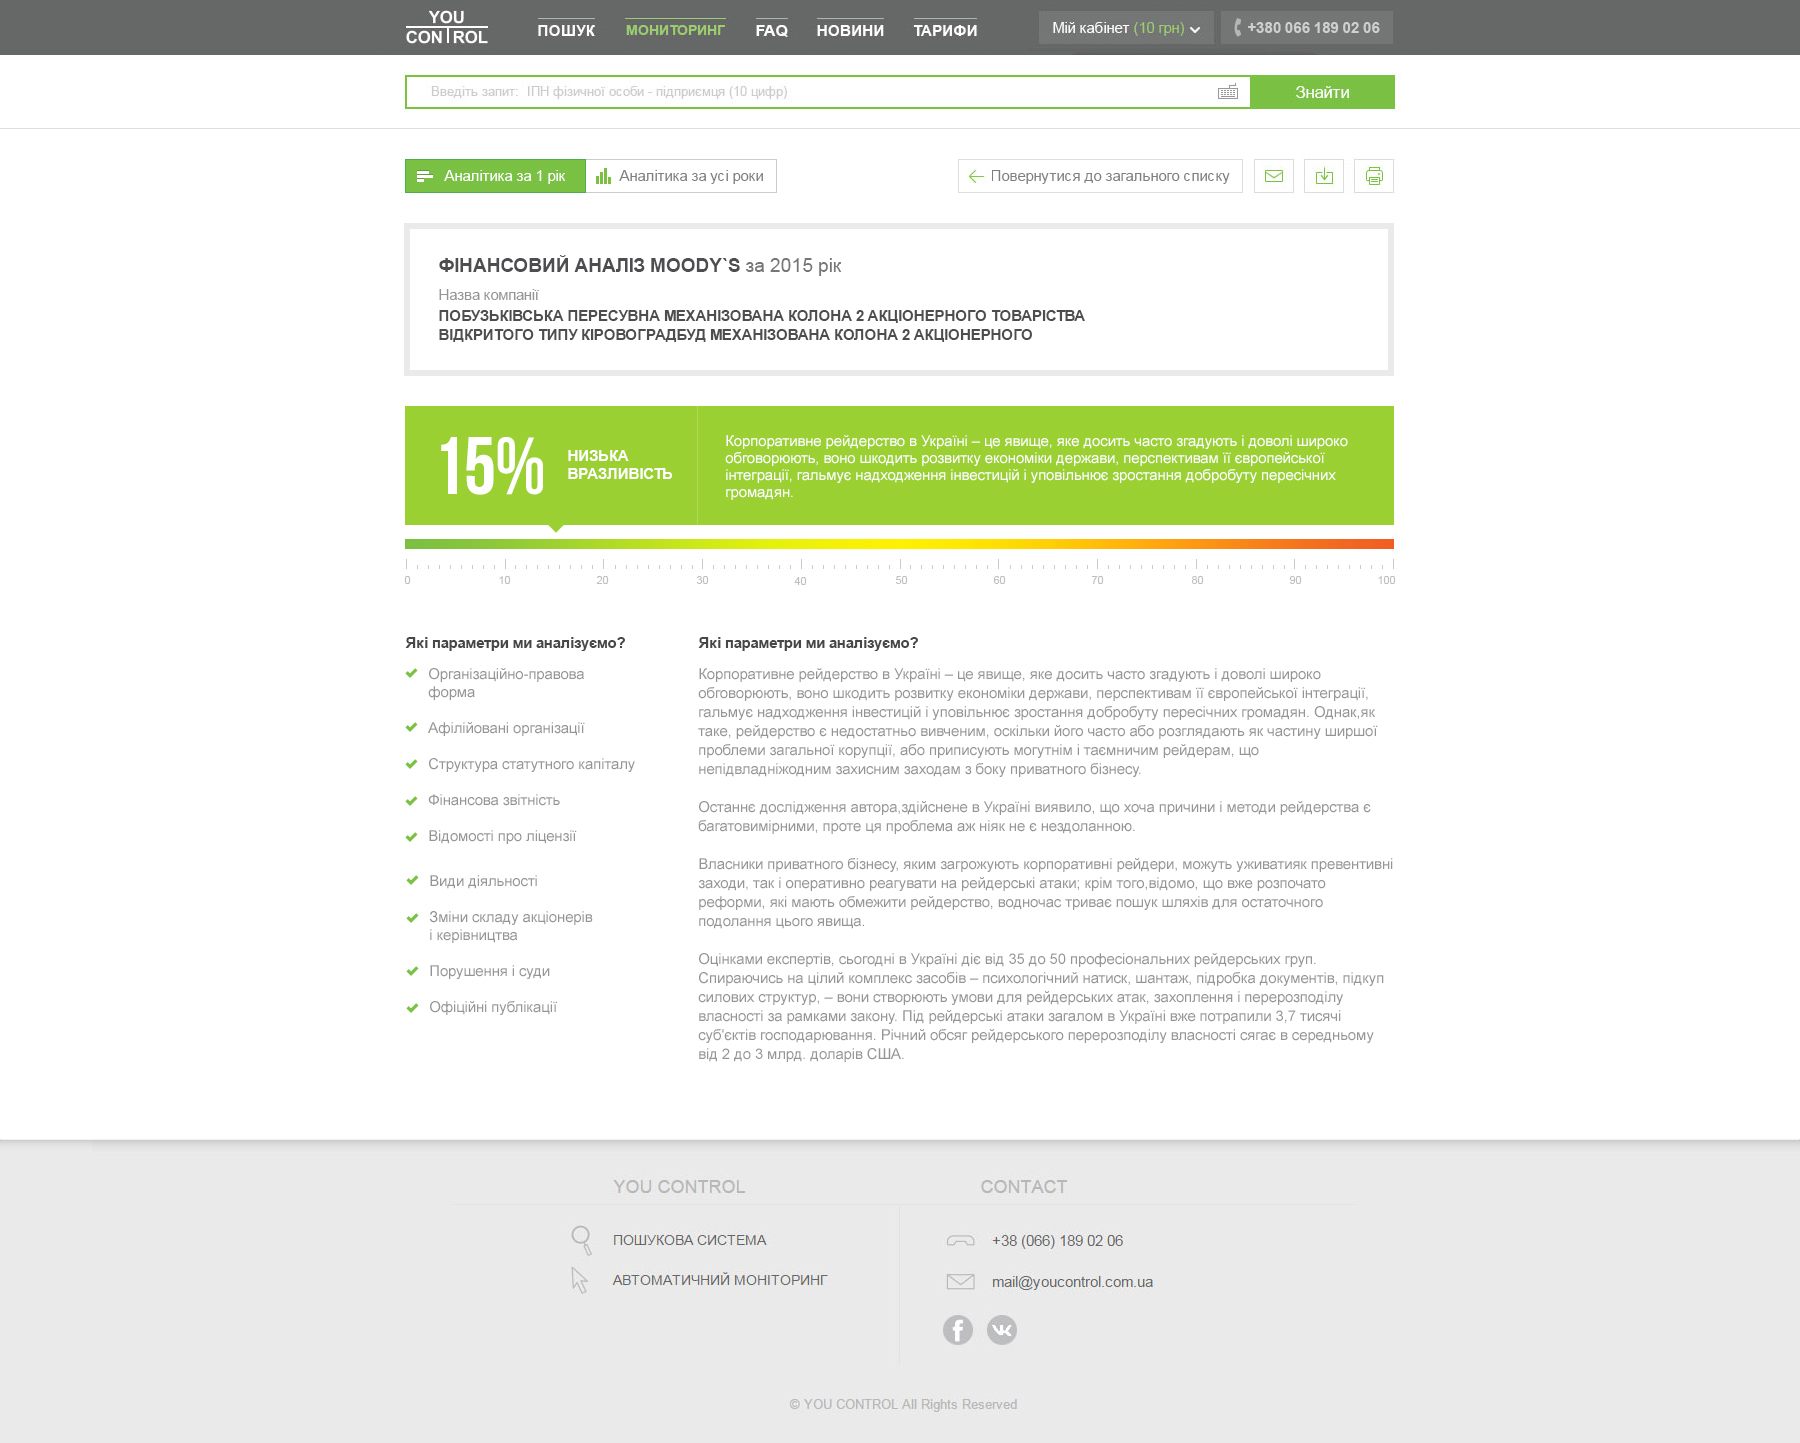 YOU
CONTROL
ПОШУК МОНИТОРИНГ FAQ НОВИНИ ТАРИФИ Мій кабінет (10 грн) +380 066 189 02 06
Введіть запит: ІПН фізичної особи - підприємця (10 цифр) Знайти
Аналітика за 1 рік Аналітика за усі роки Повернутися до загального списку
ФІНАНСОВИЙ АНАЛІЗ MOODY`S за 2015 рік
Назва компанії
ПОБУЗЬКІВСЬКА ПЕРЕСУВНА МЕХАНІЗОВАНА КОЛОНА 2 АКЦІОНЕРНОГО ТОВАРІСТВА
ВІДКРИТОГО ТИПУ КІРОВОГРАДБУД МЕХАНІЗОВАНА КОЛОНА 2 АКЦІОНЕРНОГО
15%
НИЗЬКА
ВРАЗЛИВІСТЬ
Корпоративне рейдерство в Україні – це явище, яке досить часто згадують і доволі широко
обговорюють, воно шкодить розвитку економіки держави, перспективам її європейської
інтеграції, гальмує надходження інвестицій і уповільнює зростання добробуту пересічних
громадян.
0 10 20 30 40 50 60 70 80 90 100
Які параметри ми аналізуємо?
Організаційно-правова
форма
Афілійовані організації
Структура статутного капіталу
Фінансова звітність
Відомості про ліцензії
Види діяльності
Зміни складу акціонерів
і керівництва
Порушення і суди
Офіційні публікації
Які параметри ми аналізуємо?
Корпоративне рейдерство в Україні – це явище, яке досить часто згадують і доволі широко
обговорюють, воно шкодить розвитку економіки держави, перспективам її європейської інтеграції,
гальмує надходження інвестицій і уповільнює зростання добробуту пересічних громадян. Однак,як
таке, рейдерство є недостатньо вивченим, оскільки його часто або розглядають як частину ширшої
проблеми загальної корупції, або приписують могутнім і таємничим рейдерам, що
непідвладніжодним захисним заходам з боку приватного бізнесу.
Останнє дослідження автора,здійснене в Україні виявило, що хоча причини і методи рейдерства є
багатовимірними, проте ця проблема аж ніяк не є нездоланною.
Власники приватного бізнесу, яким загрожують корпоративні рейдери, можуть уживатияк превентивні
заходи, так і оперативно реагувати на рейдерські атаки; крім того,відомо, що вже розпочато
реформи, які мають обмежити рейдерство, водночас триває пошук шляхів для остаточного
подолання цього явища.
Оцінками експертів, сьогодні в Україні діє від 35 до 50 професіональних рейдерських груп.
Спираючись на цілий комплекс засобів – психологічний натиск, шантаж, підробка документів, підкуп
силових структур, – вони створюють умови для рейдерських атак, захоплення і перерозподілу
власності за рамками закону. Під рейдерські атаки загалом в Україні вже потрапили 3,7 тисячі
суб'єктів господарювання. Річний обсяг рейдерського перерозподілу власності сягає в середньому
від 2 до 3 млрд. доларів США.
YOU CONTROL
ПОШУКОВА СИСТЕМА
АВТОМАТИЧНИЙ МОНІТОРИНГ
CONTACT
+38 (066) 189 02 06
mail@youcontrol.com.ua
© YOU CONTROL All Rights Reserved